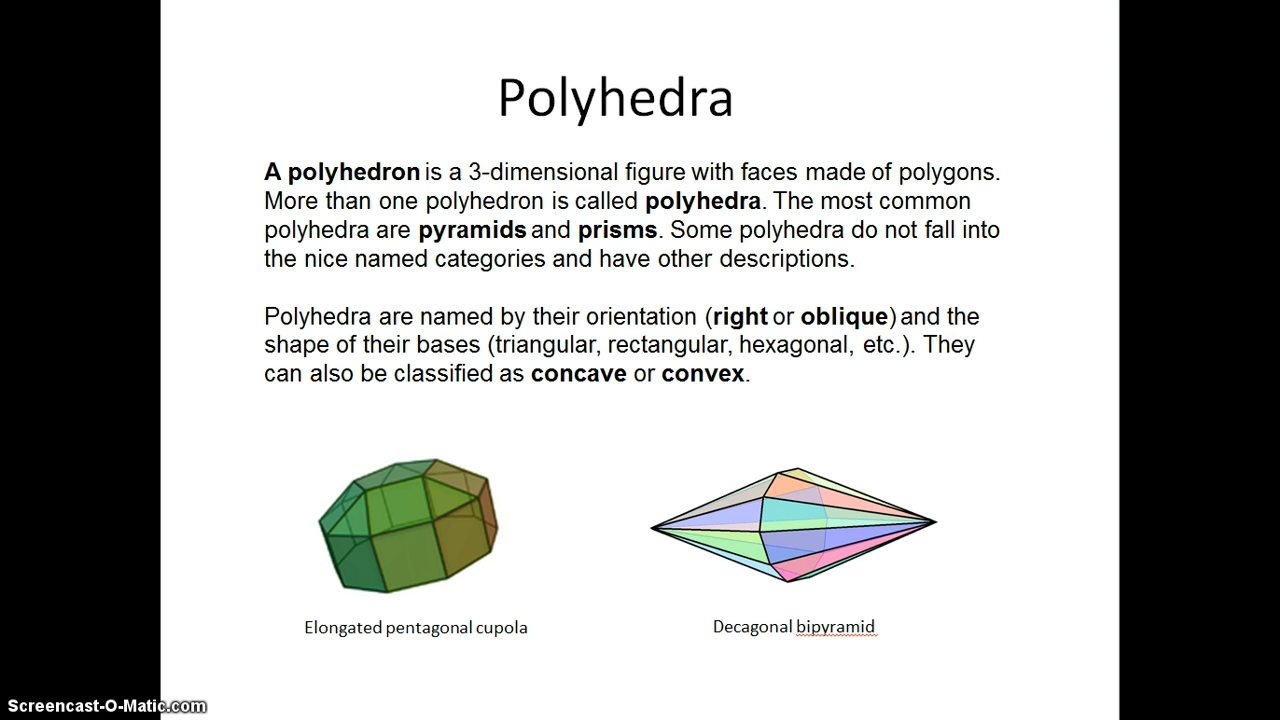 Polyhedra
A polyhedron is a 3-dimensional figure with faces made of polygons.
More than one polyhedron is called polyhedra. The most common
polyhedra are pyramids and prisms. Some polyhedra do not fall into
the nice named categories and have other descriptions.
Polyhedra are named by their orientation (right or oblique) and the
shape of their bases (triangular, rectangular, hexagonal, etc.). They
can also be classified as concave or convex.
Elongated pentagonal cupola
Decagonal bipyramid
Screencast-O-Matic.com